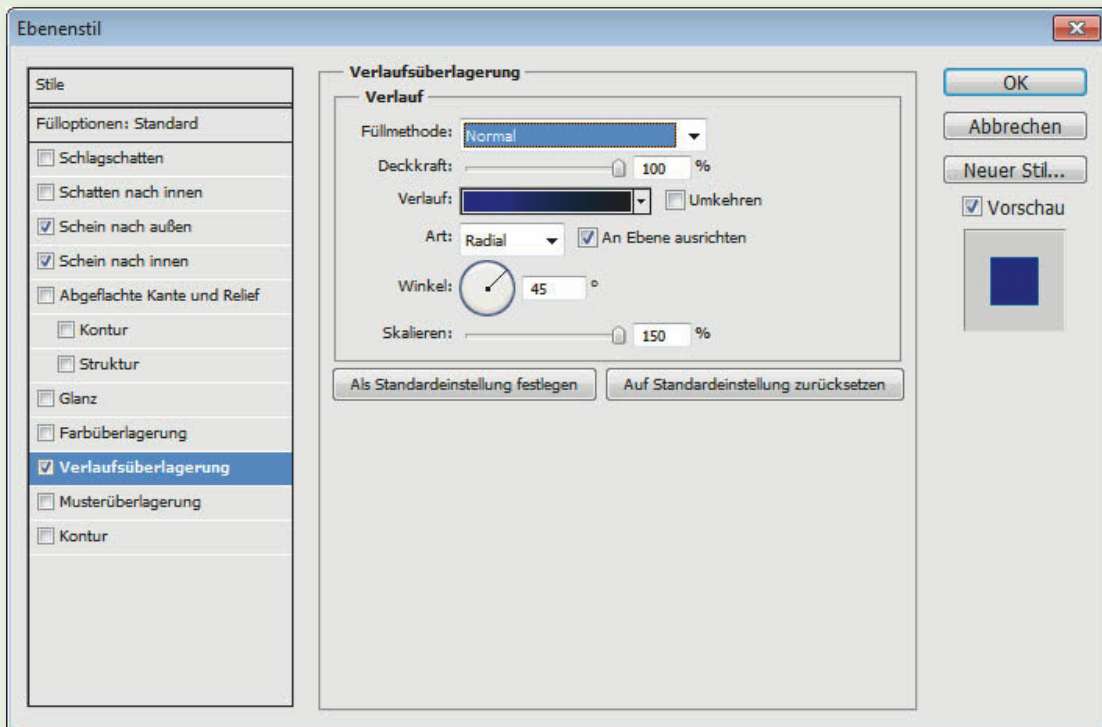 Ebenenstil
Stile
Fülloptionen: Standard
Schlagschatten
Schatten nach innen
Schein nach außen
Schein nach innen
Abgeflachte Kante und Relief
Kontur
Struktur
Glanz
Farbüberlagerung
Verlaufsüberlagerung
Musterüberlagerung
Kontur
Verlaufsüberlagerung
Verlauf
Füllmethode: Normal
Deckkraft: 100 %
Verlauf: Umkehren
Art: Radial An Ebene ausrichten
Winkel: 45 °
Skalieren: 150 %
Als Standardeinstellung festlegen Auf Standardeinstellung zurücksetzen
OK
Abbrechen
Neuer Stil...
Vorschau